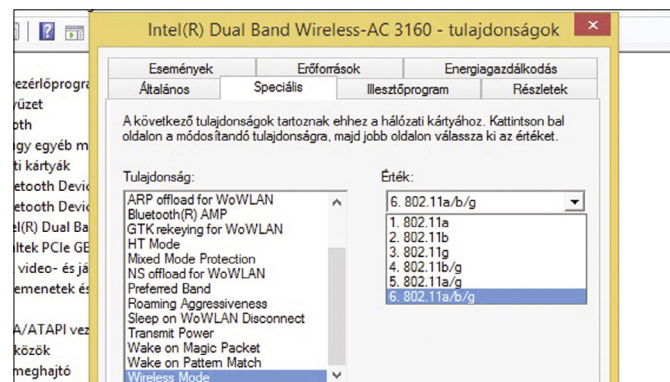 Intel(R) Dual Band Wireless-AC 3160 - tulajdonságok
Események Erőforrások Energiagazdálkodás
Általános Speciális Illesztőprogram Részletek
A következő tulajdonságok tartoznak ehhez a hálózati kártyához. Kattintson bal
oldalon a módosítandó tulajdonságra, majd jobb oldalon válassza ki az értéket.
Tulajdonság:
ARP offload for WoWLAN
Bluetooth(R) AMP
GTK rekeying for WoWLAN
HT Mode
Mixed Mode Protection
NS offload for WoWLAN
Preferred Band
Roaming Aggressiveness
Sleep on WoWLAN Disconnect
Transmit Power
Wake on Magic Packet
Wake on Pattern Match
Wireless Mode
Érték:
6. 802.11a/b/g
1. 802.11a
2. 802.11b
3. 802.11g
4. 802.11b/g
5. 802.11a/g
6. 802.11a/b/g
ezérlőprogra
oth
gy egyéb m
ti kártyák
etooth Devic
etooth Devic
el(R) Dual Ba
ltek PCIe GE
video- és já
emenetek és
A/ATAPI vez
közök
meghajtó